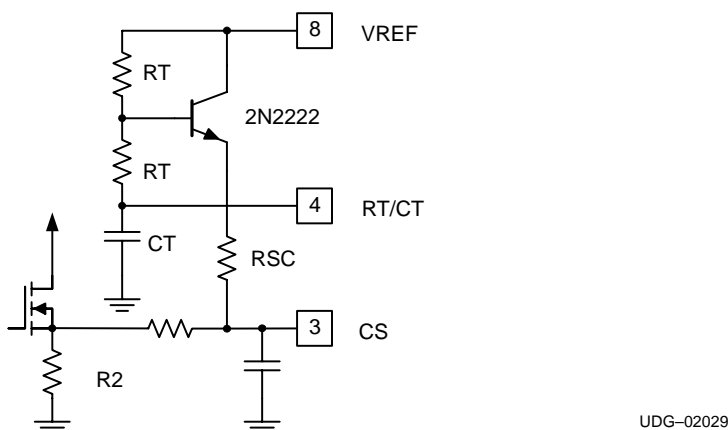 8 VREF
RT
2N2222
RT
4 RT/CT
CT
RSC
3 CS
R2
UDG–02029